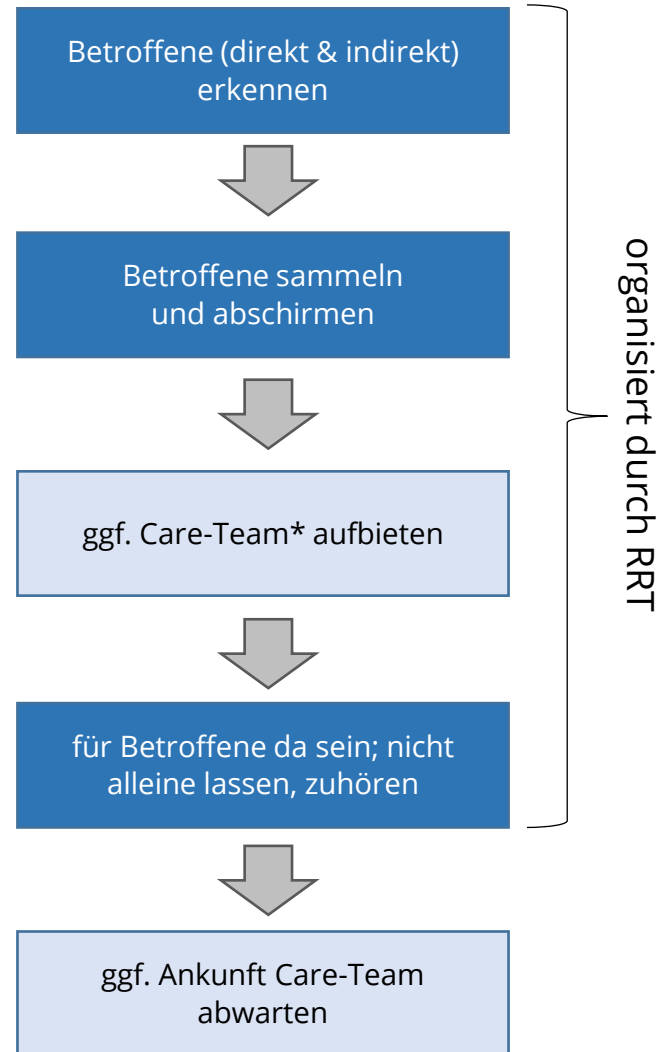 Betroffene (direkt & indirekt)
erkennen
Betroffene sammeln
und abschirmen
ggf. Care-Team* aufbieten
für Betroffene da sein; nicht
alleine lassen, zuhören
ggf. Ankunft Care-Team
abwarten
organisiert durch RRT